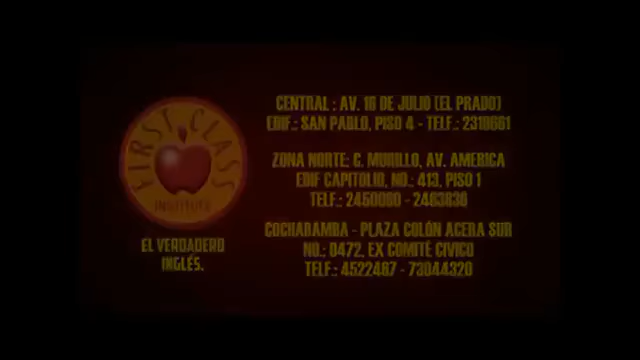 FIRST CLASS
INSTITUTE
EL VERDADERO
INGLÉS.
CENTRAL : AV. 16 DE JULIO (EL PRADO)
EDIF.: SAN PABLO, PISO 4 - TELF.: 2310661
ZONA NORTE: C. MURILLO, AV. AMERICA
EDIF CAPITOLIO, NO.: 413, PISO 1
TELF.: 2450060 - 2483836
COCHABAMBA - PLAZA COLÓN ACERA SUR
NO.: 0472, EX COMITÉ CIVICO
TELF.: 4522487 - 73044320